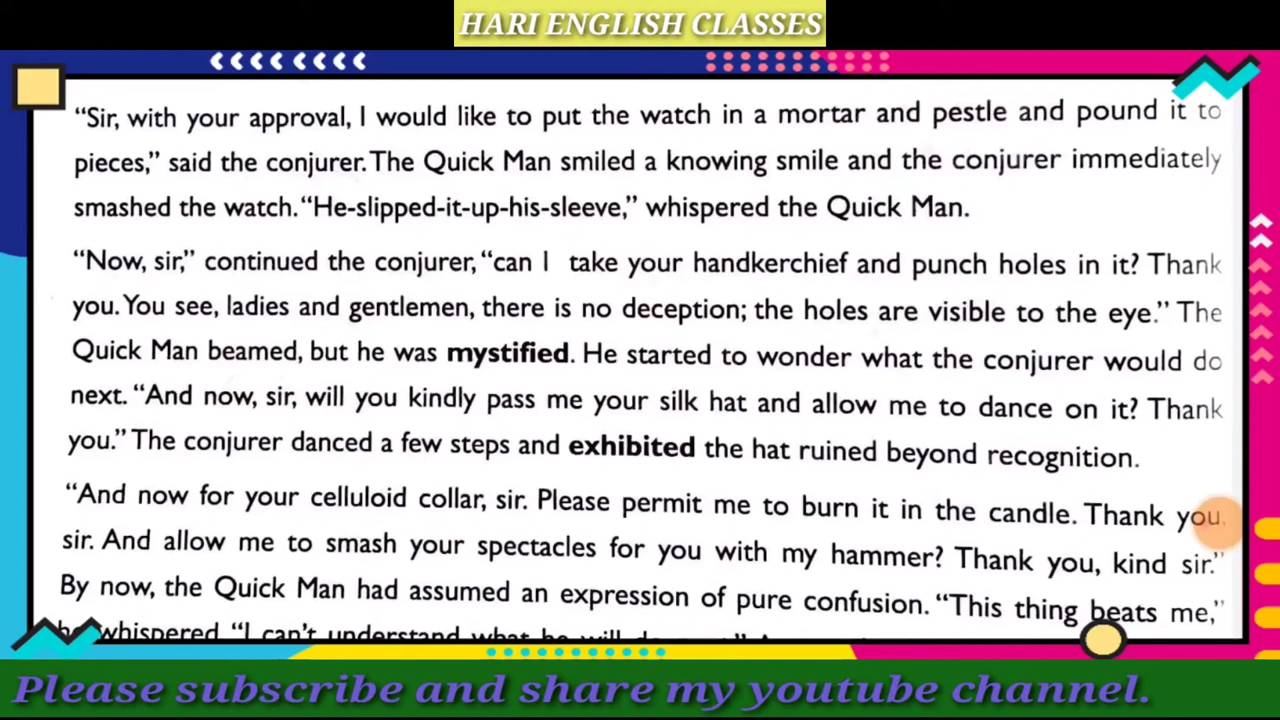 HARI ENGLISH CLASSES
“Sir, with your approval, I would like to put the watch in a mortar and pestle and pound it to
pieces,” said the conjurer. The Quick Man smiled a knowing smile and the conjurer immediately
smashed the watch. “He-slipped-it-up-his-sleeve,” whispered the Quick Man.
“Now, sir,” continued the conjurer, “can I take your handkerchief and punch holes in it? Thank
you. You see, ladies and gentlemen, there is no deception; the holes are visible to the eye.” The
Quick Man beamed, but he was mystified. He started to wonder what the conjurer would do
next. “And now, sir, will you kindly pass me your silk hat and allow me to dance on it? Thank
you.” The conjurer danced a few steps and exhibited the hat ruined beyond recognition.
“And now for your celluloid collar, sir. Please permit me to burn it in the candle. Thank you,
sir. And allow me to smash your spectacles for you with my hammer? Thank you, kind sir.”
By now, the Quick Man had assumed an expression of pure confusion. “This thing beats me,”
he whispered “I can’t understand what he will do
Please subscribe and share my youtube channel.